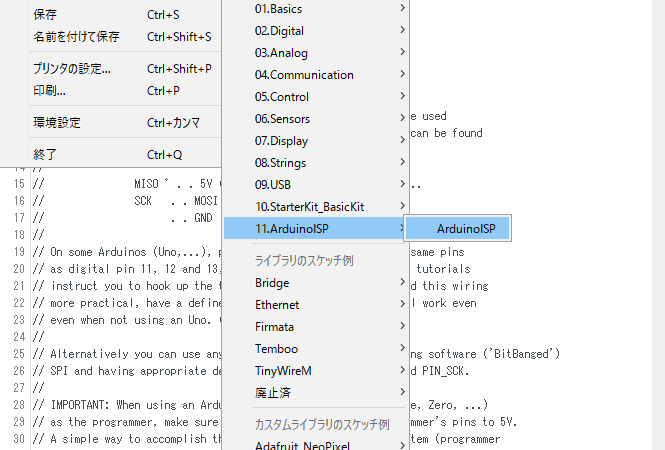 保存 Ctrl+S
名前を付けて保存 Ctrl+Shift+S
プリンタの設定... Ctrl+Shift+P
印刷... Ctrl+P
環境設定 Ctrl+カンマ
終了 Ctrl+Q
01.Basics
02.Digital
03.Analog
04.Communication
05.Control
06.Sensors
07.Display
08.Strings
09.USB
10.StarterKit_BasicKit
11.ArduinoISP
ArduinoISP
ライブラリのスケッチ例
Bridge
Ethernet
Firmata
Temboo
TinyWireM
廃止済
カスタムライブラリのスケッチ例
Adafruit_NeoPixel
used
can be found
//
15 // MISO ° . . 5V ..
16 // SCK . . MOSI
17 // . . GND
18 //
19 // On some Arduinos (Uno,...), same pins
20 // as digital pin 11, 12 and 13, tutorials
21 // instruct you to hook up the this wiring
22 // more practical, have a work even
23 // even when not using an Uno. (
24 //
25 // Alternatively you can use any software ('BitBanged')
26 // SPI and having appropriate PIN_SCK.
27 //
28 // IMPORTANT: When using an Zero, ...)
29 // as the programmer, make sure pins to 5V.
30 // A simple way to accomplish (programmer